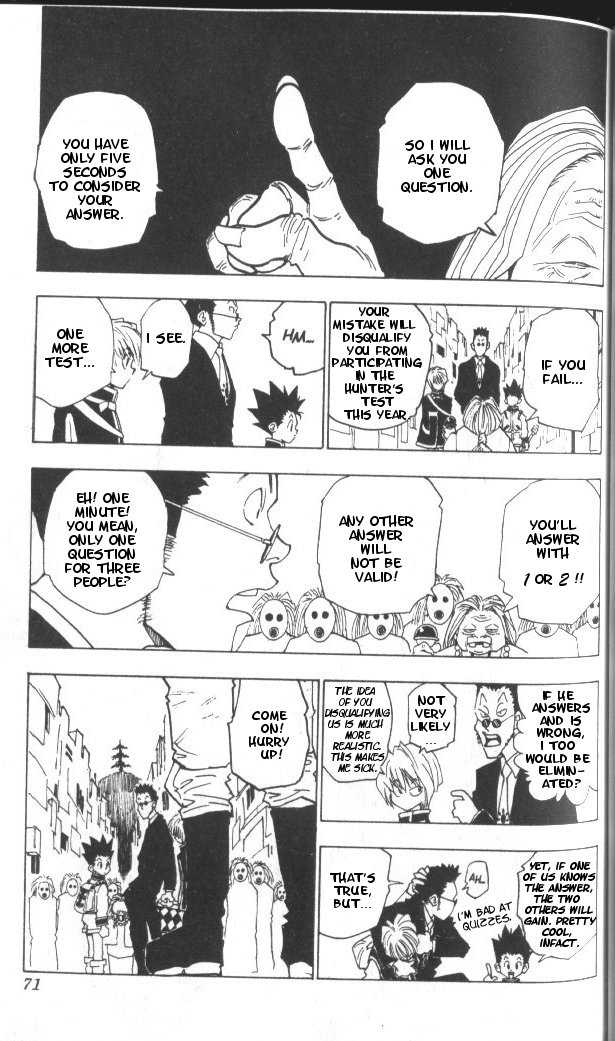 SO I WILL
ASK YOU
ONE
QUESTION.
YOU HAVE
ONLY FIVE
SECONDS
TO CONSIDER
YOUR
ANSWER.
IF YOU
FAIL...
YOUR
MISTAKE WILL
DISQUALIFY
YOU FROM
PARTICIPATING
IN THE
HUNTER'S
TEST
THIS YEAR.
HM...
I SEE.
ONE
MORE
TEST...
YOU'LL
ANSWER
WITH
1 OR 2 !!
ANY OTHER
ANSWER
WILL
NOT BE
VALID!
EH! ONE
MINUTE!
YOU MEAN,
ONLY ONE
QUESTION
FOR THREE
PEOPLE?
IF HE
ANSWERS
AND IS
WRONG,
I TOO
WOULD BE
ELIMIN-
ATED?
NOT
VERY
LIKELY
...
THE IDEA
OF YOU
DISQUALIFYING
US IS MUCH
MORE
REALISTIC.
THIS MAKES
ME SICK.
YET, IF ONE
OF US KNOWS
THE ANSWER,
THE TWO
OTHERS WILL
GAIN. PRETTY
COOL,
INFACT.
AH..
I'M BAD AT
QUIZZES.
THAT'S
TRUE,
BUT...
COME
ON!
HURRY
UP!
71